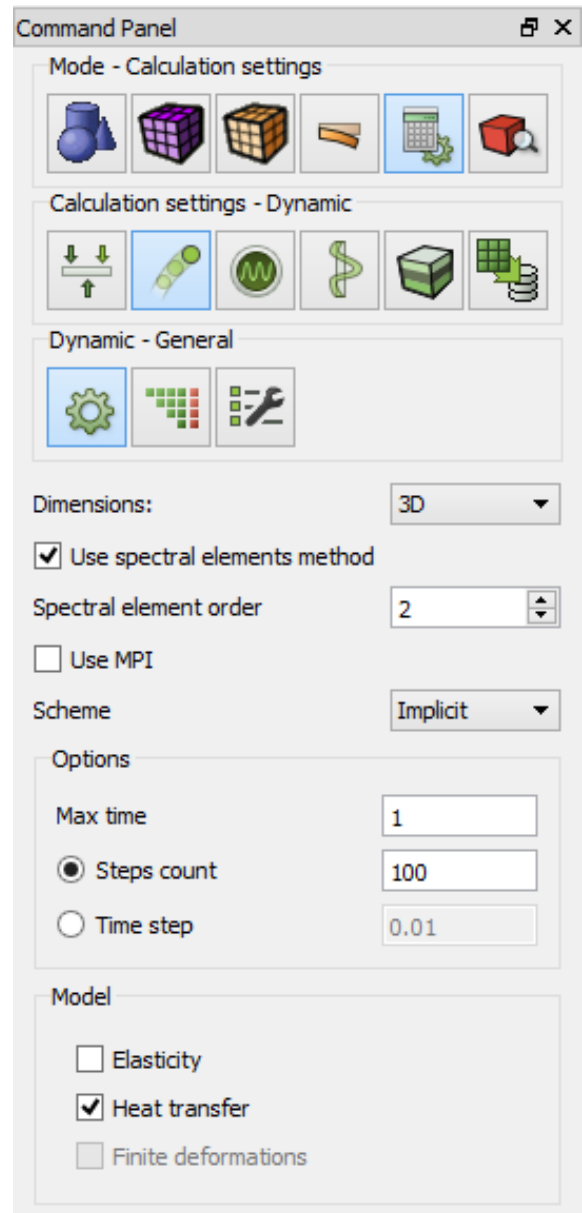 Command Panel
Mode - Calculation settings
Calculation settings - Dynamic
Dynamic - General
Dimensions: 3D
Use spectral elements method
Spectral element order 2
Use MPI
Scheme Implicit
Options
Max time 1
Steps count 100
Time step 0.01
Model
Elasticity
Heat transfer
Finite deformations